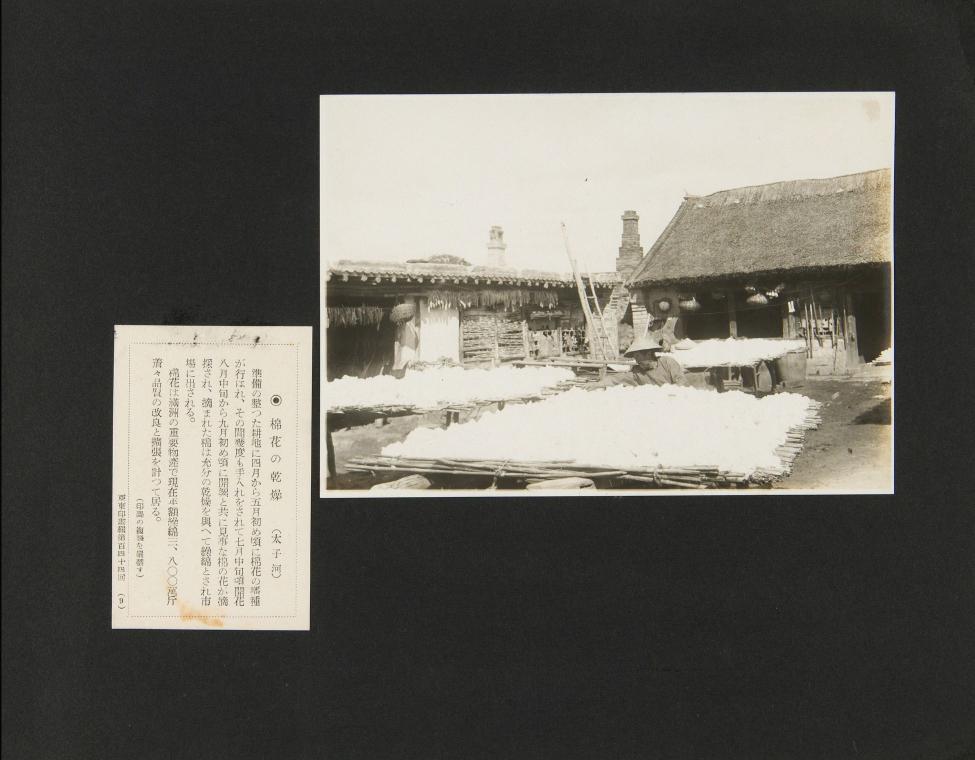 ◉ 棉花の乾燥 (太子河)
準備の整つた耕地に四月から五月初め頃に棉花の播種
が行はれ、その間幾度も手入れをされて七月中旬頃開花
八月中旬から九月初め頃に開絮と共に見事な棉の花が滴
採され、摘まれた棉は充分の乾燥を與へて繰綿とされ市
場に出される。
棉花は滿洲の重要物産で現在年額繰綿三、八〇〇萬斤
着々品質の改良と擴張を計つて居る。
(印畫の複製を嚴禁す)
亞東印畫輯第百四十四回 (9)